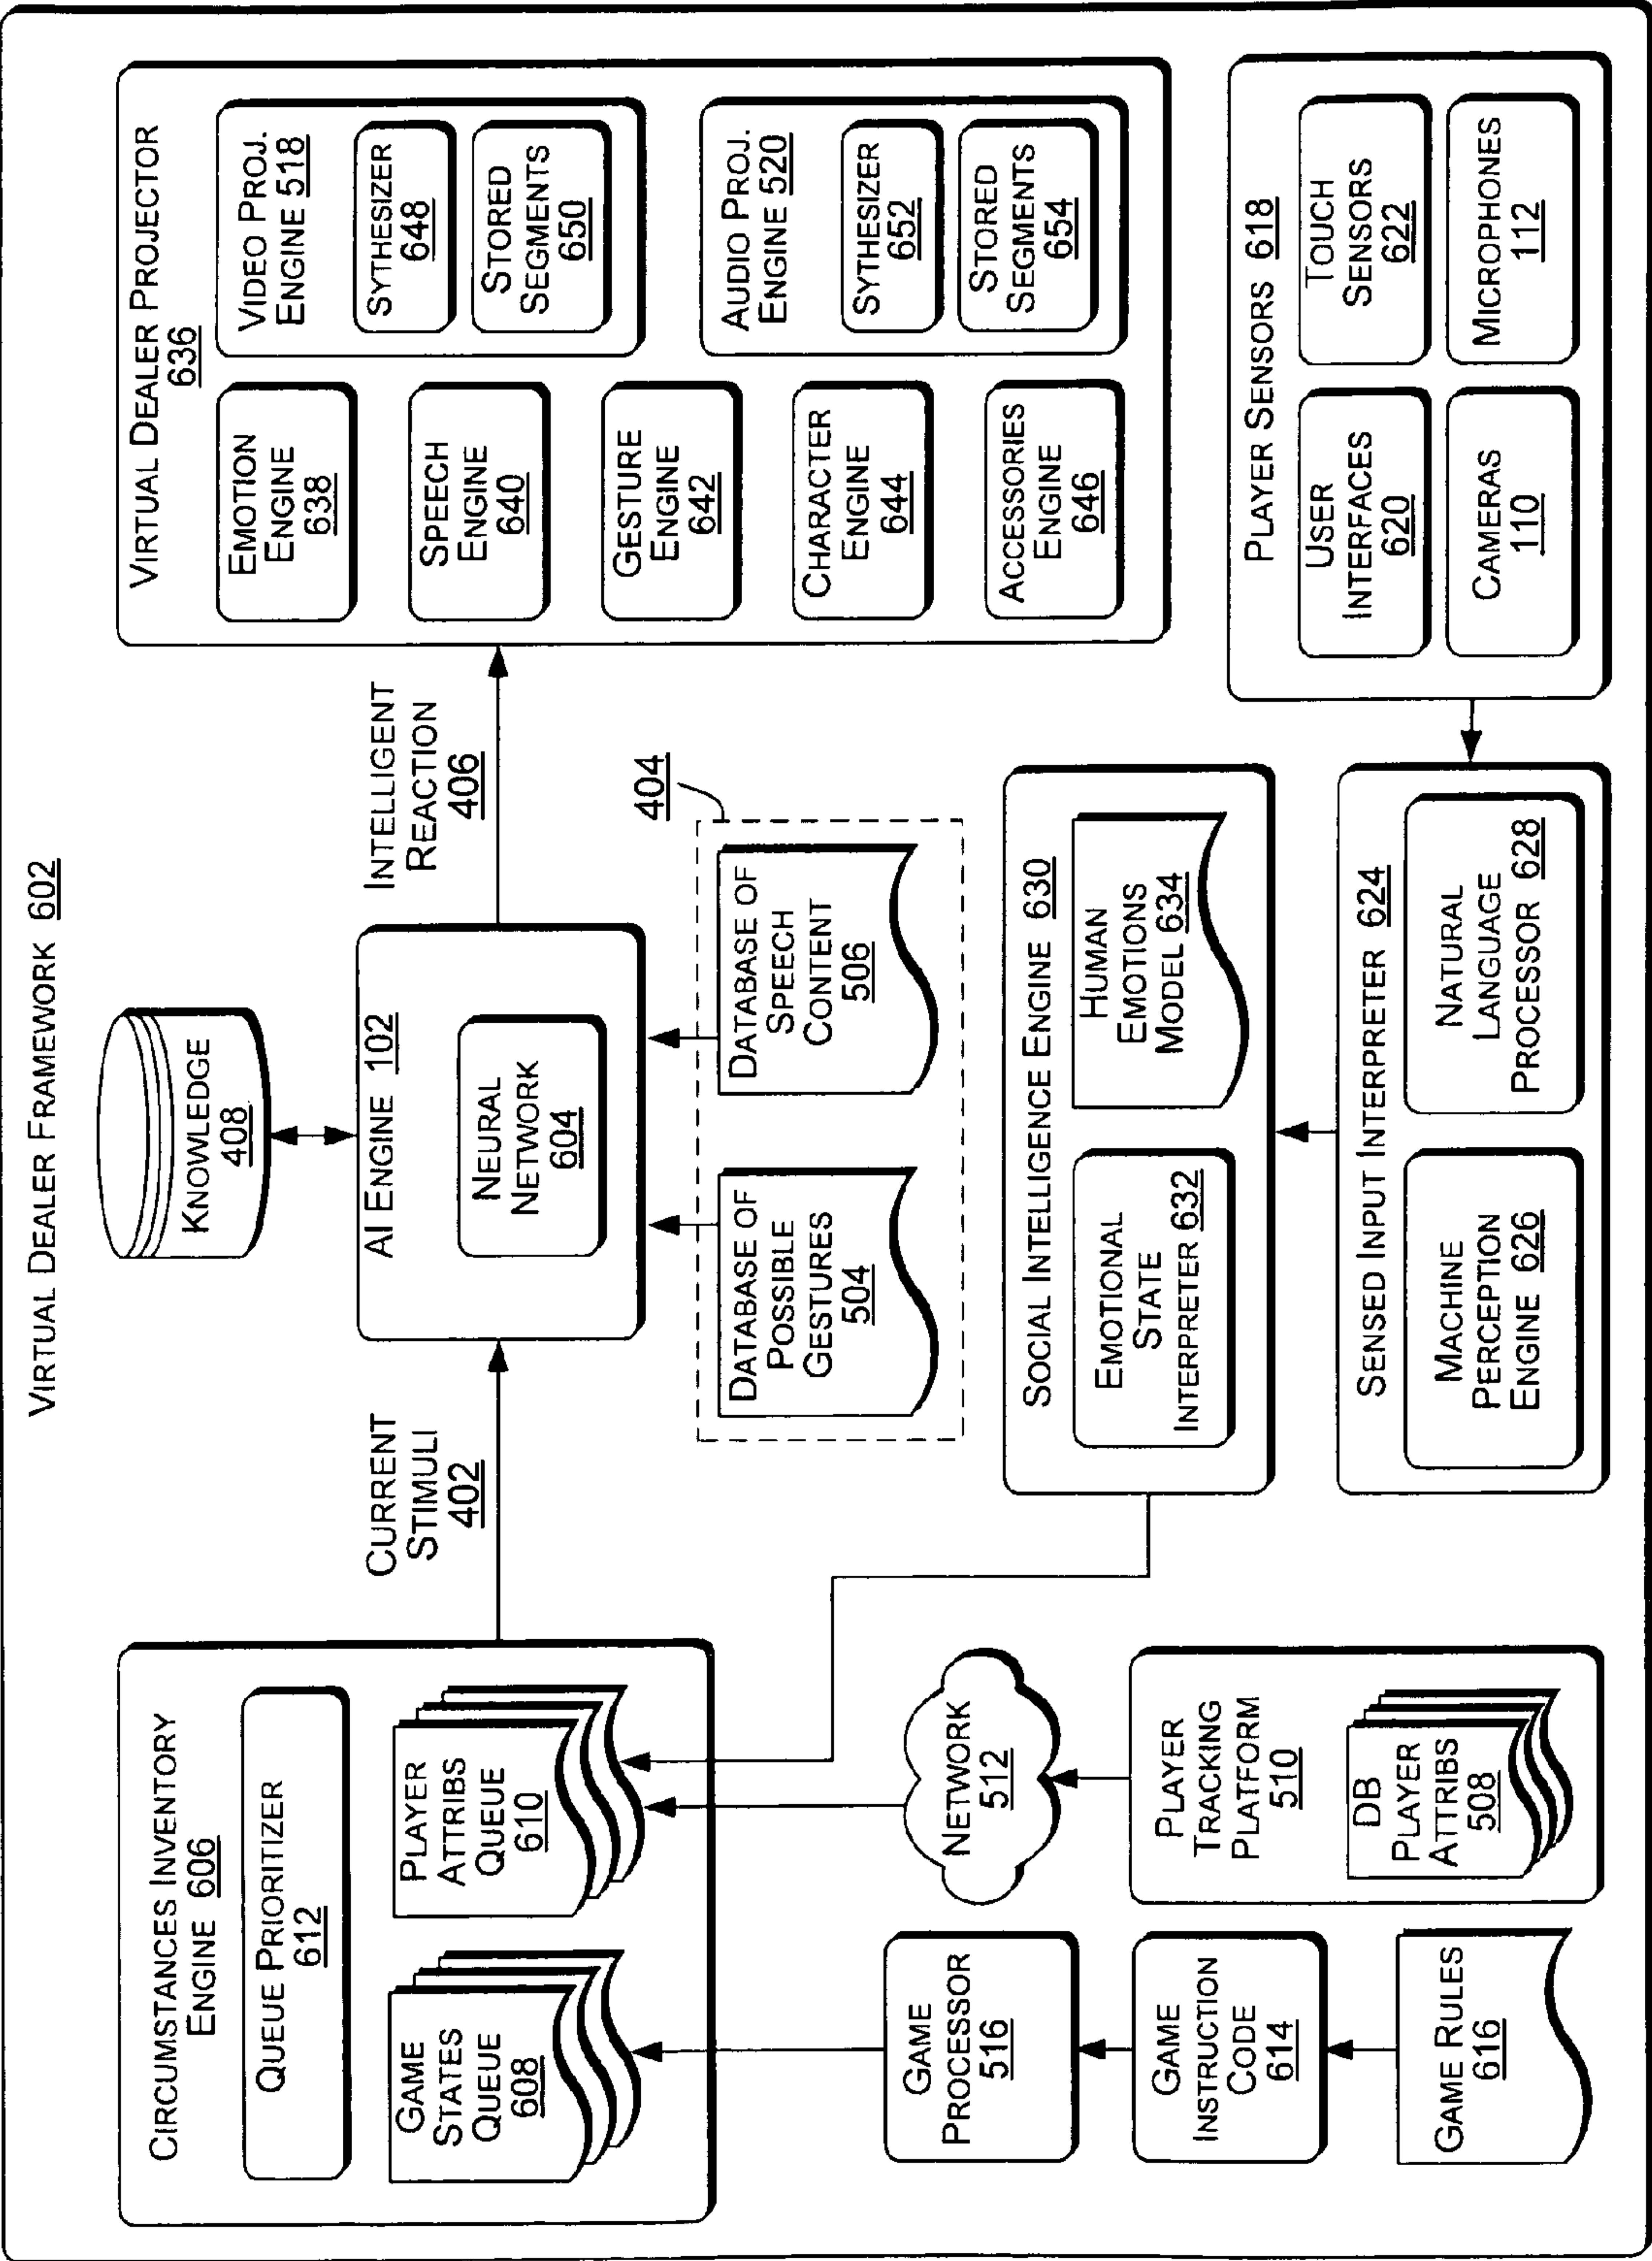 VIRTUAL DEALER FRAMEWORK 602
CIRCUMSTANCES INVENTORY
ENGINE 606
QUEUE PRIORITIZER
612
GAME
STATES
QUEUE
608
PLAYER
ATTRIBS
QUEUE
610
GAME
PROCESSOR
516
GAME
INSTRUCTION
CODE
614
GAME RULES
616
NETWORK
512
PLAYER
TRACKING
PLATFORM
510
DB
PLAYER
ATTRIBS
508
CURRENT
STIMULI
402
KNOWLEDGE
408
AI ENGINE 102
NEURAL
NETWORK
604
404
DATABASE OF
POSSIBLE
GESTURES
504
DATABASE OF
SPEECH
CONTENT
506
SOCIAL INTELLIGENCE ENGINE 630
EMOTIONAL
STATE
INTERPRETER 632
HUMAN
EMOTIONS
MODEL 634
SENSED INPUT INTERPRETER 624
MACHINE
PERCEPTION
ENGINE 626
NATURAL
LANGUAGE
PROCESSOR 628
INTELLIGENT
REACTION
406
VIRTUAL DEALER PROJECTOR
636
EMOTION
ENGINE
638
SPEECH
ENGINE
640
GESTURE
ENGINE
642
CHARACTER
ENGINE
644
ACCESSORIES
ENGINE
646
VIDEO PROJ.
ENGINE 518
SYTHESIZER
648
STORED
SEGMENTS
650
AUDIO PROJ.
ENGINE 520
SYTHESIZER
652
STORED
SEGMENTS
654
PLAYER SENSORS 618
USER
INTERFACES
620
TOUCH
SENSORS
622
CAMERAS
110
MICROPHONES
112